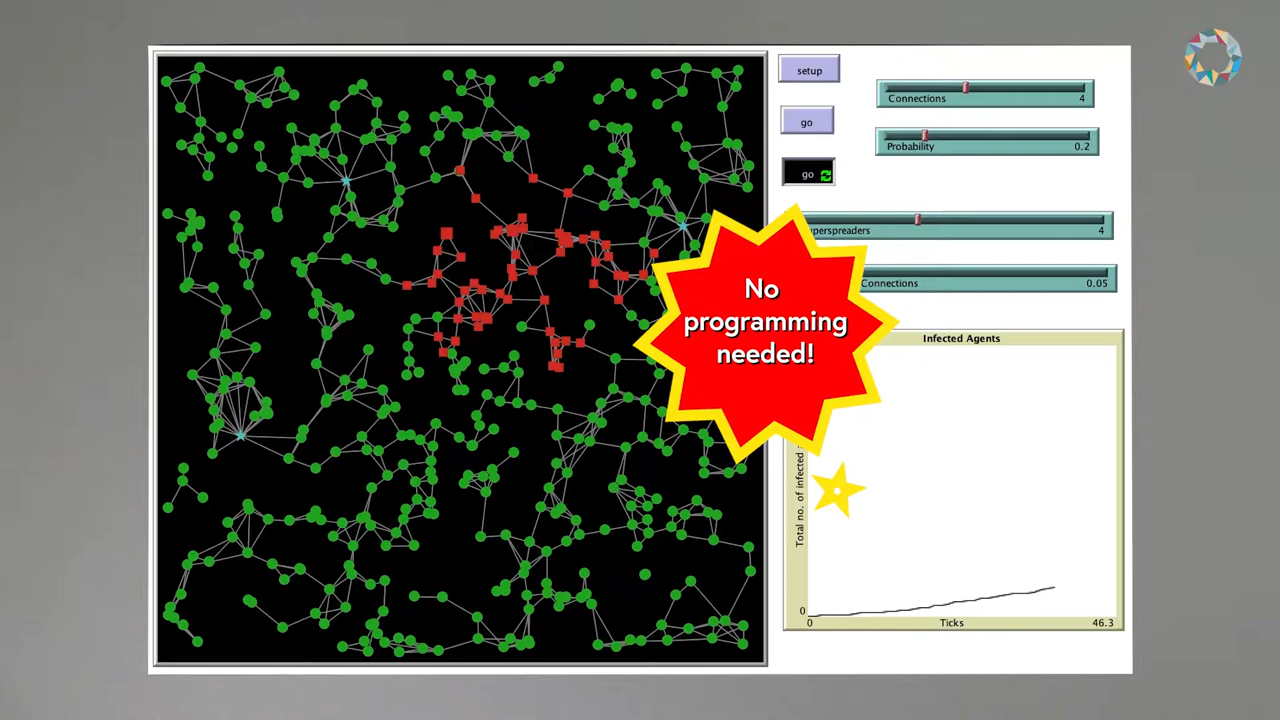 setup
go
go
Connections 4
Probability 0.2
perspreaders 4
Connections 0.05
No
programming
needed!
Infected Agents
Total no. of infected
0
0 Ticks 46.3